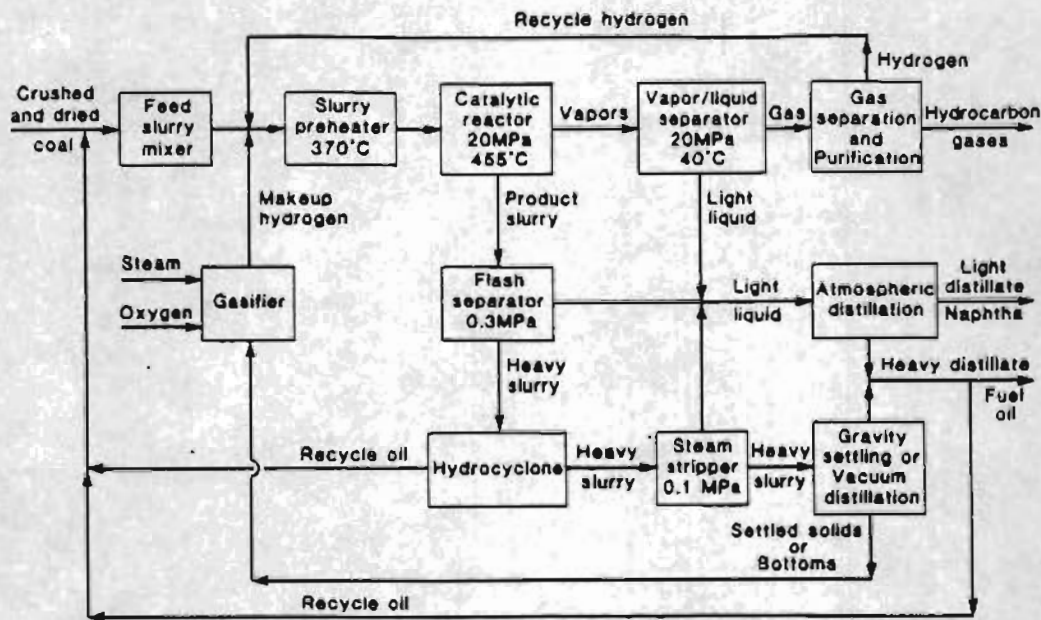 Recycle hydrogen
Hydrogen
Crushed
and dried
coal
Feed
slurry
mixer
Slurry
preheater
370°C
Catalytic
reactor
20MPa
455°C
Vapors
Vapor/liquid
separator
20MPa
40°C
Gas
Gas
separation
and
Purification
Hydrocarbon
gases
Makeup
hydrogen
Product
slurry
Light
liquid
Steam
Oxygen
Gasifier
Flash
separator
0.3MPa
Light
liquid
Atmospheric
distillation
Light
distillate
Naphtha
Heavy
slurry
Heavy distillate
Fuel
oil
Recycle oil
Hydrocyclone
Heavy
slurry
Steam
stripper
0.1 MPa
Heavy
slurry
Gravity
settling or
Vacuum
distillation
Settled solids
or
Bottoms
Recycle oil